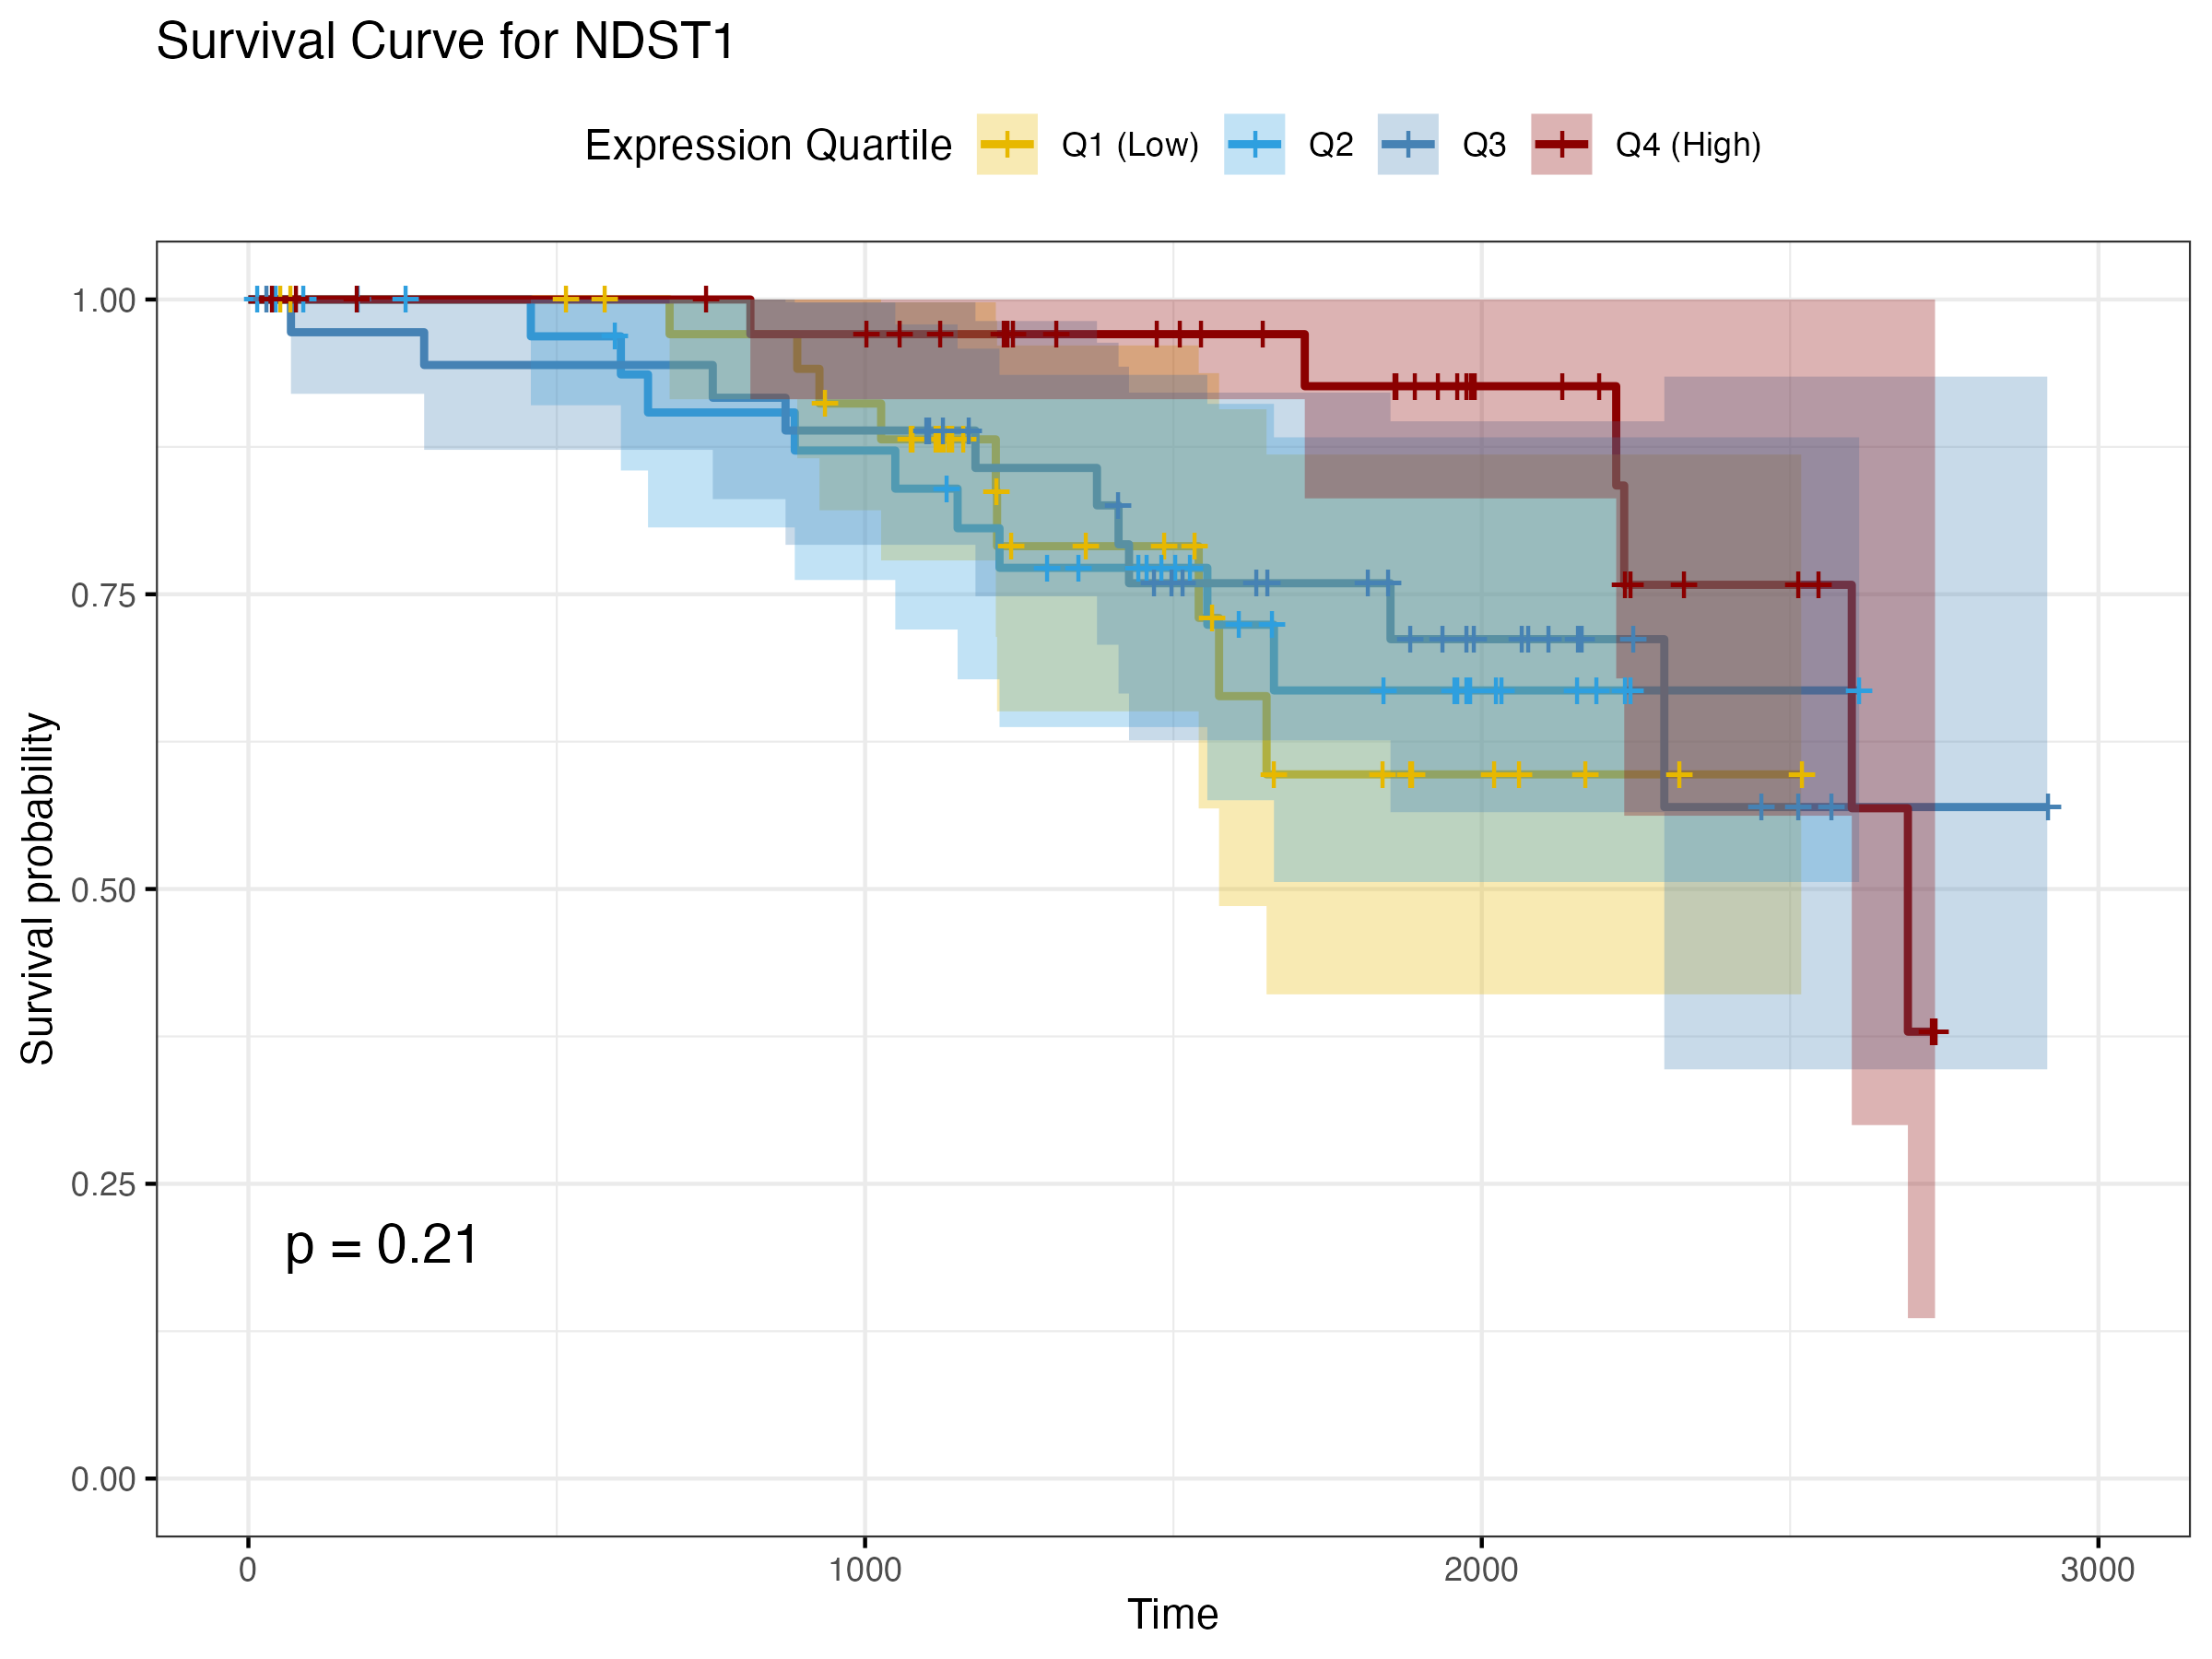 Survival Curve for NDST1
Expression Quartile Q1 (Low) Q2 Q3 Q4 (High)
Survival probability
1.00
0.75
0.50
0.25
0.00
p = 0.21
0 1000 2000 3000
Time